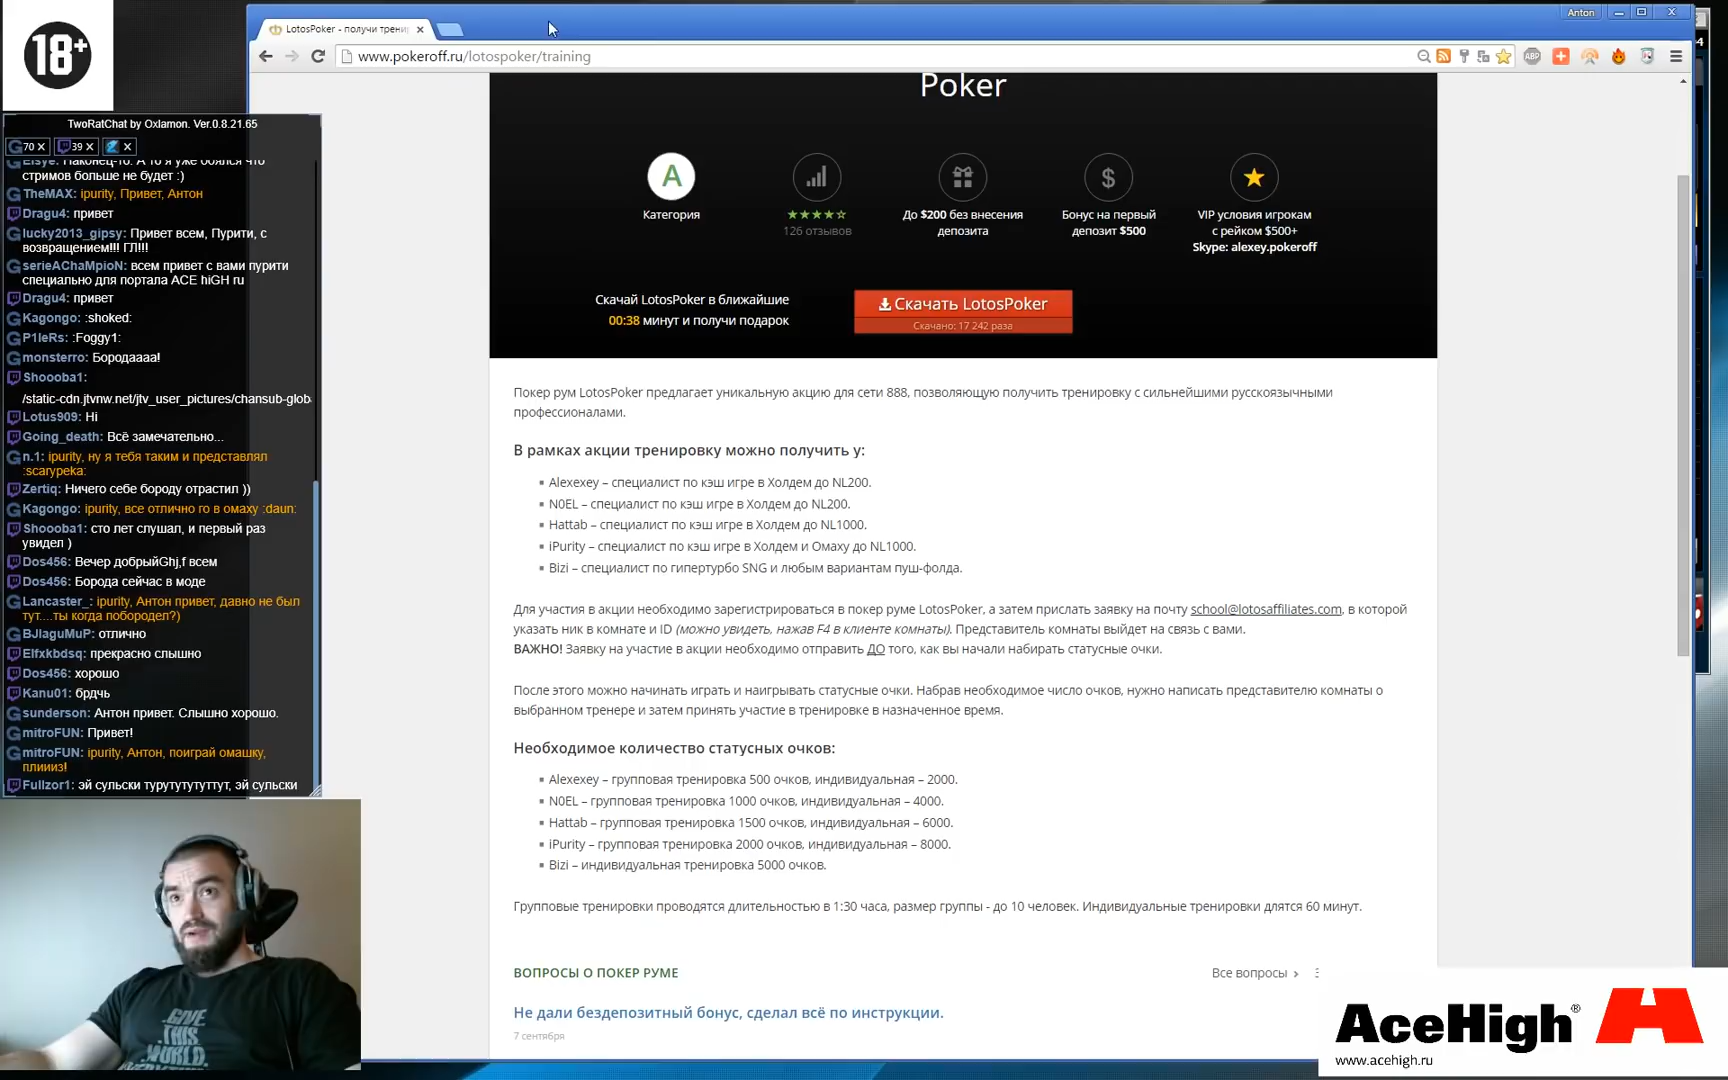 18+
LotosPoker - получи трени
Anton
www.pokeroff.ru/lotospoker/training
TwoRatChat by Oxlamon. Ver.0.8.21.65
70 x 39 x x
Elsye: Наконец-то. А то я уже боялся что
стримов больше не будет :)
TheMAX: ipurity, Привет, Антон
Dragu4: привет
lucky2013_gipsy: Привет всем, Пурити, с
возвращением!!! ГЛ!!!
serieAChaMpioN: всем привет с вами пурити
специально для портала ACE hiGH ru
Dragu4: привет
Kagongo: :shoked:
P1leRs: :Foggy1:
monsterro: Бородаааа!
Shoooba1:
/static-cdn.jtvnw.net/jtv_user_pictures/chansub-glob
Lotus909: Hi
Going_death: Всё замечательно...
n.1: ipurity, ну я тебя таким и представлял
:scarypeka:
Zertiq: Ничего себе бороду отрастил ))
Kagongo: ipurity, все отлично го в омаху :daun:
Shoooba1: сто лет слушал, и первый раз
увидел )
Dos456: Вечер добрыйGhj,f всем
Dos456: Борода сейчас в моде
Lancaster_: ipurity, Антон привет, давно не был
тут....ты когда побородел?)
BJIaguMuP: отлично
Elfxkbdsq: прекрасно слышно
Dos456: хорошо
Kanu01: брдчь
sunderson: Антон привет. Слышно хорошо.
mitroFUN: Привет!
mitroFUN: ipurity, Антон, поиграй омашку,
плиииз!
Fullzor1: эй сульски турутутутуттут, эй сульски
Poker
A
Категория
126 отзывов
До $200 без внесения
депозита
$
Бонус на первый
депозит $500
VIP условия игрокам
с рейком $500+
Skype: alexey.pokeroff
Скачай LotosPoker в ближайшие
00:38 минут и получи подарок
Скачать LotosPoker
Скачано: 17 242 раза
Покер рум LotosPoker предлагает уникальную акцию для сети 888, позволяющую получить тренировку с сильнейшими русскоязычными
профессионалами.
В рамках акции тренировку можно получить у:
Alexexey – специалист по кэш игре в Холдем до NL200.
N0EL – специалист по кэш игре в Холдем до NL200.
Hattab – специалист по кэш игре в Холдем до NL1000.
iPurity – специалист по кэш игре в Холдем и Омаху до NL1000.
Bizi – специалист по гипертурбо SNG и любым вариантам пуш-фолда.
Для участия в акции необходимо зарегистрироваться в покер руме LotosPoker, а затем прислать заявку на почту school@lotosaffiliates.com, в которой
указать ник в комнате и ID (можно увидеть, нажав F4 в клиенте комнаты). Представитель комнаты выйдет на связь с вами.
ВАЖНО! Заявку на участие в акции необходимо отправить ДО того, как вы начали набирать статусные очки.
После этого можно начинать играть и наигрывать статусные очки. Набрав необходимое число очков, нужно написать представителю комнаты о
выбранном тренере и затем принять участие в тренировке в назначенное время.
Необходимое количество статусных очков:
Alexexey – групповая тренировка 500 очков, индивидуальная – 2000.
N0EL – групповая тренировка 1000 очков, индивидуальная – 4000.
Hattab – групповая тренировка 1500 очков, индивидуальная – 6000.
iPurity – групповая тренировка 2000 очков, индивидуальная – 8000.
Bizi – индивидуальная тренировка 5000 очков.
Групповые тренировки проводятся длительностью в 1:30 часа, размер группы - до 10 человек. Индивидуальные тренировки длятся 60 минут.
ВОПРОСЫ О ПОКЕР РУМЕ
Все вопросы
Не дали бездепозитный бонус, сделал всё по инструкции.
7 сентября
GIVE
THIS
WORLD
AceHigh®
www.acehigh.ru